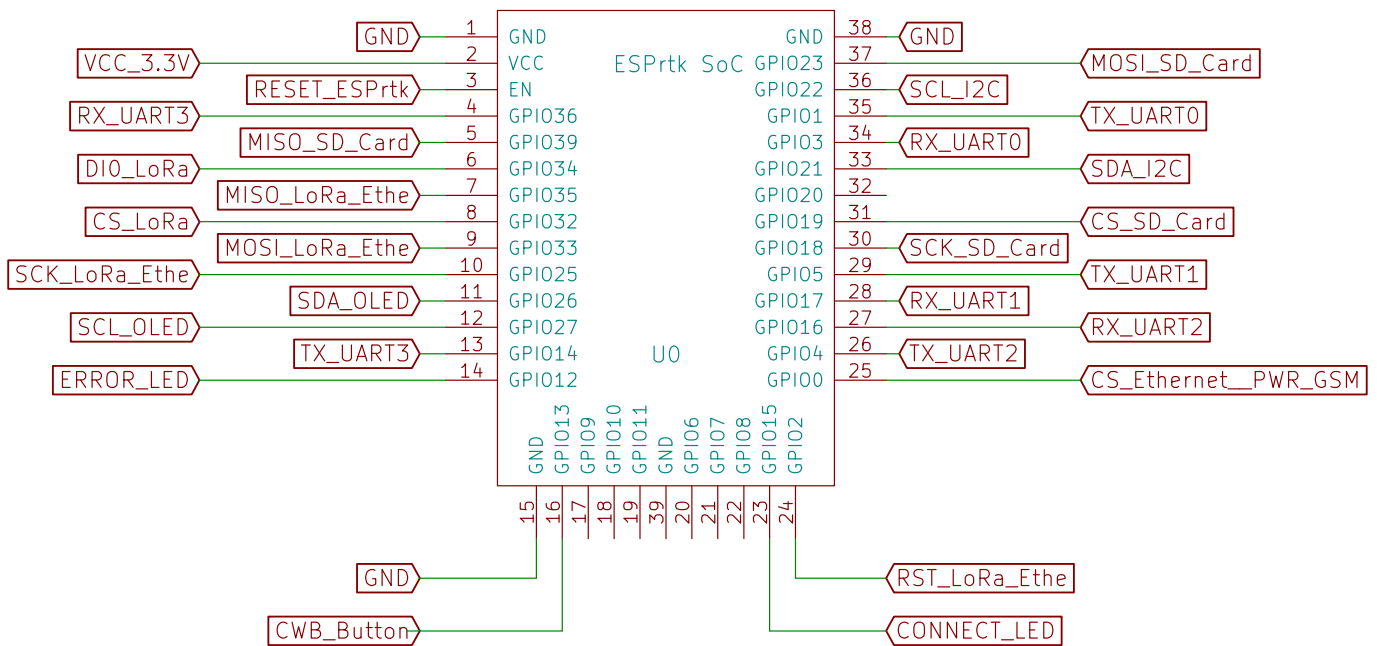 GND 1 GND GND 38 GND
VCC_3.3V 2 VCC ESPrtk SoC GPIO23 37 MOSI_SD_Card
RESET_ESPrtk 3 EN GPIO22 36 SCL_I2C
RX_UART3 4 GPIO36 GPIO1 35 TX_UART0
MISO_SD_Card 5 GPIO39 GPIO3 34 RX_UART0
DI0_LoRa 6 GPIO34 GPIO21 33 SDA_I2C
MISO_LoRa_Ethe 7 GPIO35 GPIO20 32
CS_LoRa 8 GPIO32 GPIO19 31 CS_SD_Card
MOSI_LoRa_Ethe 9 GPIO33 GPIO18 30 SCK_SD_Card
SCK_LoRa_Ethe 10 GPIO25 GPIO5 29 TX_UART1
SDA_OLED 11 GPIO26 GPIO17 28 RX_UART1
SCL_OLED 12 GPIO27 GPIO16 27 RX_UART2
TX_UART3 13 GPIO14 U0 GPIO4 26 TX_UART2
ERROR_LED 14 GPIO12 GPIO0 25 CS_Ethernet__PWR_GSM
GND GPIO13 GPIO9 GPIO10 GPIO11 GND GPIO6 GPIO7 GPIO8 GPIO15 GPIO2
15 16 17 18 19 39 20 21 22 23 24
GND RST_LoRa_Ethe
CWB_Button CONNECT_LED